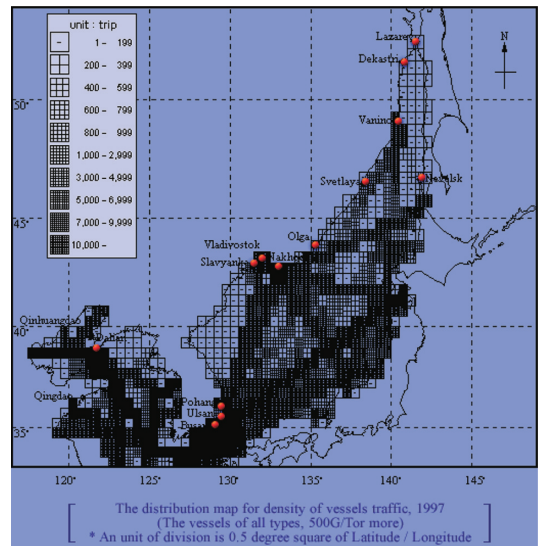 unit : trip
1 - 199
200 - 399
400 - 599
600 - 799
800 - 999
1,000 - 2,999
3,000 - 4,999
5,000 - 6,999
7,000 - 9,999
10,000 -
N
Lazarev
Dekastri
50°
Vanino
Svetlaya
Nevelsk
45°
Olga
Vladivostok
Nakho
Slavyanka
40°
Qinhuangdao
Dalian
Qingdao
Pohang
Ulsan
Busan
35°
120° 125° 130° 135° 140° 145°
The distribution map for density of vessels traffic, 1997
(The vessels of all types, 500G/Tor more)
* An unit of division is 0.5 degree square of Latitude / Longitude